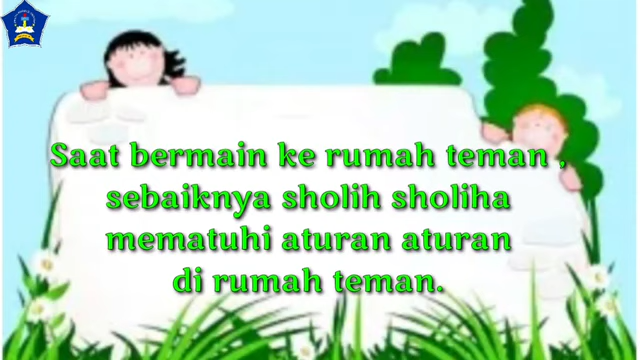 Saat bermain ke rumah teman ,
sebaiknya sholih sholiha
mematuhi aturan aturan
di rumah teman.